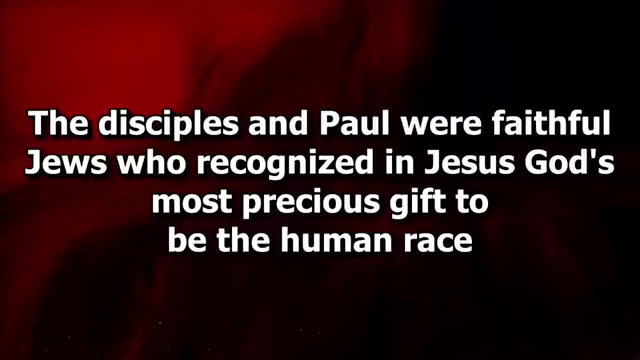 The disciples and Paul were faithful
Jews who recognized in Jesus God's
most precious gift to
be the human race